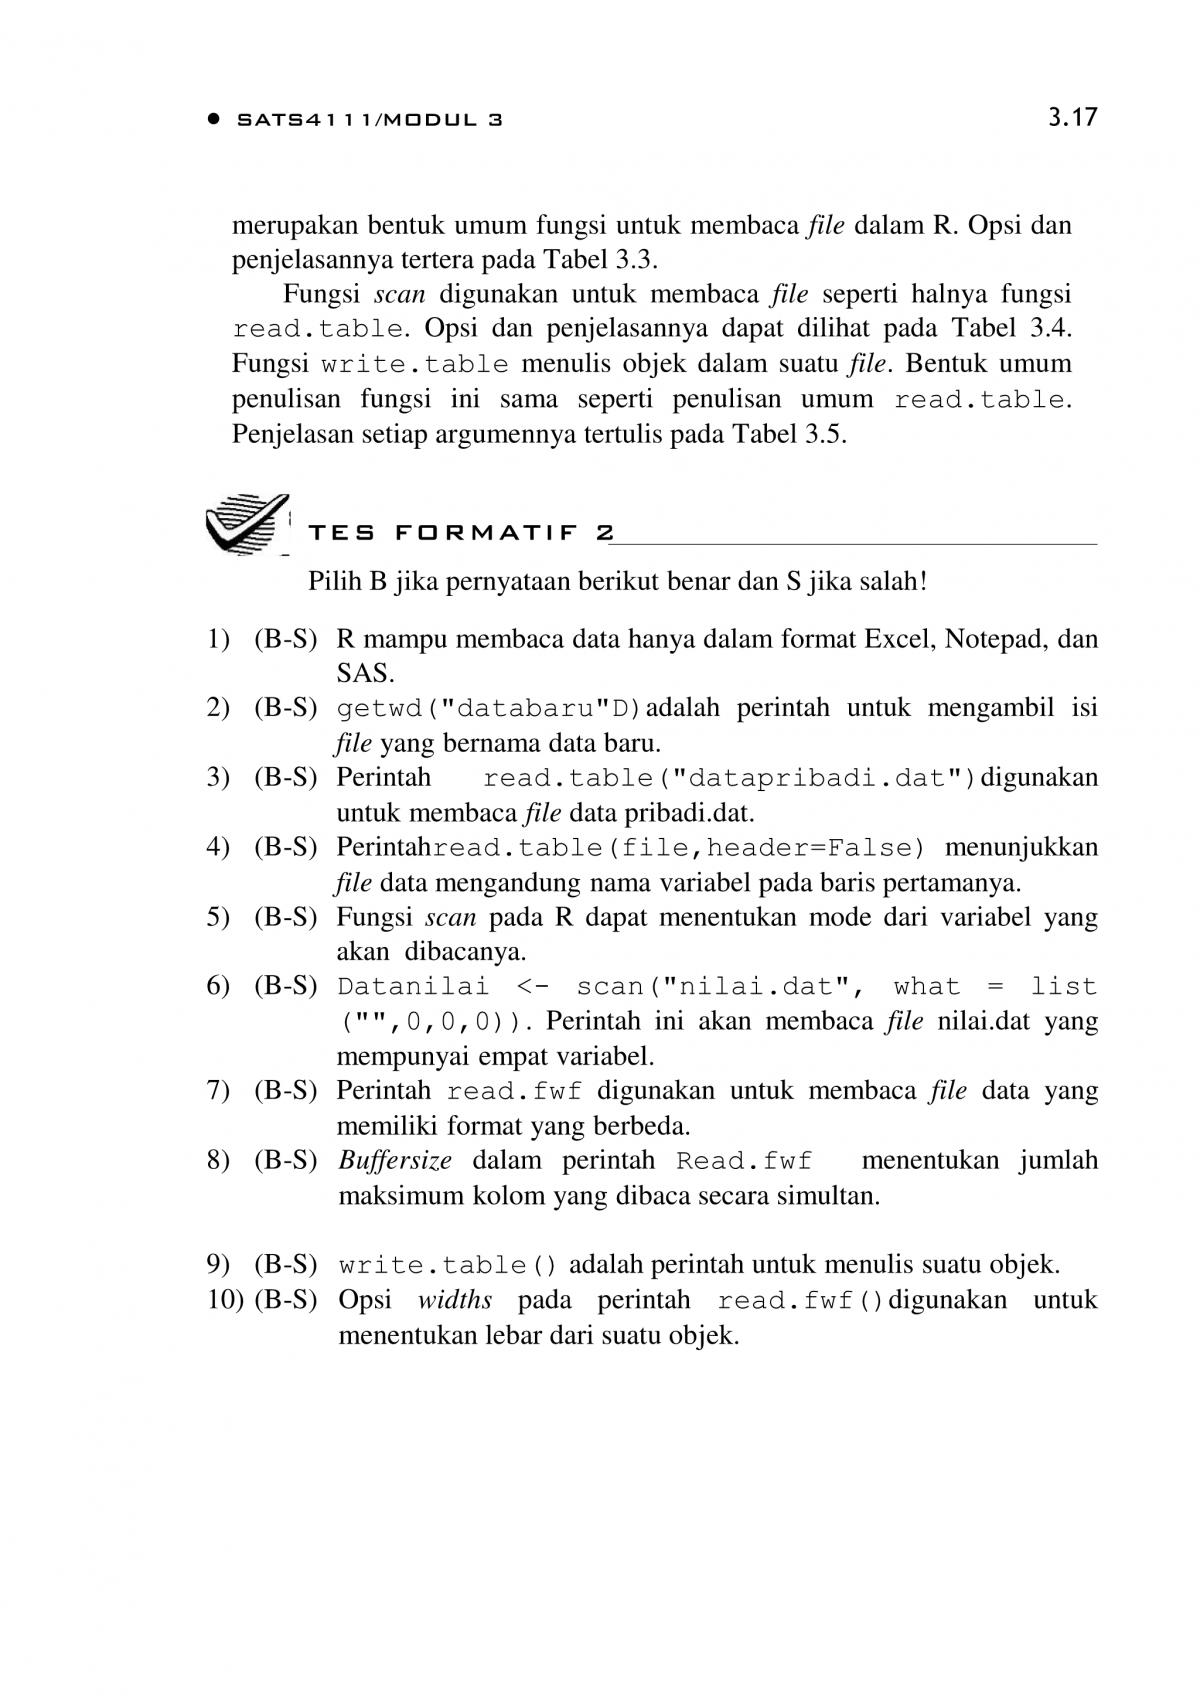 ● SATS4111/MODUL 3 3.17
merupakan bentuk umum fungsi untuk membaca file dalam R. Opsi dan
penjelasannya tertera pada Tabel 3.3.
Fungsi scan digunakan untuk membaca file seperti halnya fungsi
read.table. Opsi dan penjelasannya dapat dilihat pada Tabel 3.4.
Fungsi write.table menulis objek dalam suatu file. Bentuk umum
penulisan fungsi ini sama seperti penulisan umum read.table.
Penjelasan setiap argumennya tertulis pada Tabel 3.5.
TES FORMATIF 2
Pilih B jika pernyataan berikut benar dan S jika salah!
1) (B-S) R mampu membaca data hanya dalam format Excel, Notepad, dan
SAS.
2) (B-S) getwd("databaru"D)adalah perintah untuk mengambil isi
file yang bernama data baru.
3) (B-S) Perintah read.table("datapribadi.dat")digunakan
untuk membaca file data pribadi.dat.
4) (B-S) Perintahread.table(file,header=False) menunjukkan
file data mengandung nama variabel pada baris pertamanya.
5) (B-S) Fungsi scan pada R dapat menentukan mode dari variabel yang
akan dibacanya.
6) (B-S) Datanilai <- scan("nilai.dat", what = list
("",0,0,0)). Perintah ini akan membaca file nilai.dat yang
mempunyai empat variabel.
7) (B-S) Perintah read.fwf digunakan untuk membaca file data yang
memiliki format yang berbeda.
8) (B-S) Buffersize dalam perintah Read.fwf menentukan jumlah
maksimum kolom yang dibaca secara simultan.
9) (B-S) write.table() adalah perintah untuk menulis suatu objek.
10) (B-S) Opsi widths pada perintah read.fwf()digunakan untuk
menentukan lebar dari suatu objek.